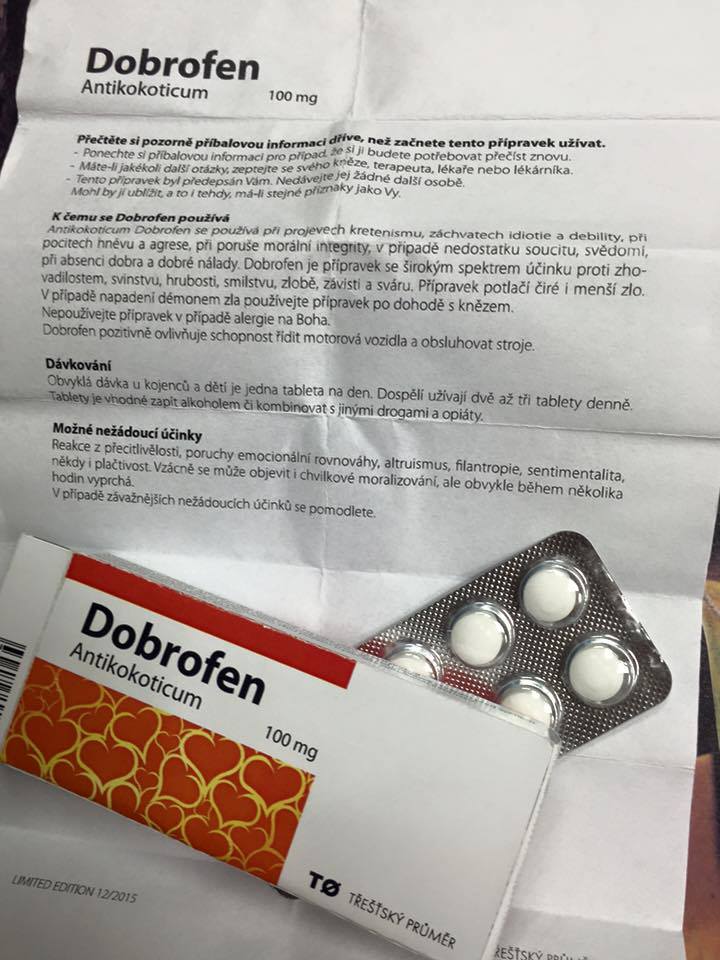 Dobrofen
Antikokoticum 100 mg
Přečtěte si pozorně příbalovou informaci dříve, než začnete tento přípravek užívat.
- Ponechte si příbalovou informaci pro případ, že si ji budete potřebovat přečíst znovu.
- Máte-li jakékoli další otázky, zeptejte se svého kněze, terapeuta, lékaře nebo lékárníka.
- Tento přípravek byl předepsán Vám. Nedávejte jej žádné další osobě.
Mohl by jí ublížit, a to i tehdy, má-li stejné příznaky jako Vy.
K čemu se Dobrofen používá
Antikokoticum Dobrofen se používá při projevech kretenismu, záchvatech idiotie a debility, při
pocitech hněvu a agrese, při poruše morální integrity, v případě nedostatku soucitu, svědomí,
při absenci dobra a dobré nálady. Dobrofen je přípravek se širokým spektrem účinku proti zho-
vadilostem, svinstvu, hrubosti, smilstvu, zlobě, závisti a sváru. Přípravek potlačí čiré i menší zlo.
V případě napadení démonem zla používejte přípravek po dohodě s knězem.
Nepoužívejte přípravek v případě alergie na Boha.
Dobrofen pozitivně ovlivňuje schopnost řídit motorová vozidla a obsluhovat stroje.
Dávkování
Obvyklá dávka u kojenců a dětí je jedna tableta na den. Dospělí užívají dvě až tři tablety denně.
Tablety je vhodné zapít alkoholem či kombinovat s jinými drogami a opiáty.
Možné nežádoucí účinky
Reakce z přecitlivělosti, poruchy emocionální rovnováhy, altruismus, filantropie, sentimentalita,
někdy i plačtivost. Vzácně se může objevit i chvilkové moralizování, ale obvykle během několika
hodin vyprchá.
V případě závažnějších nežádoucích účinků se pomodlete.
Dobrofen
Antikokoticum
100 mg
TØ TŘEŠŤSKÝ PRŮMĚR
LIMITED EDITION 12/2015